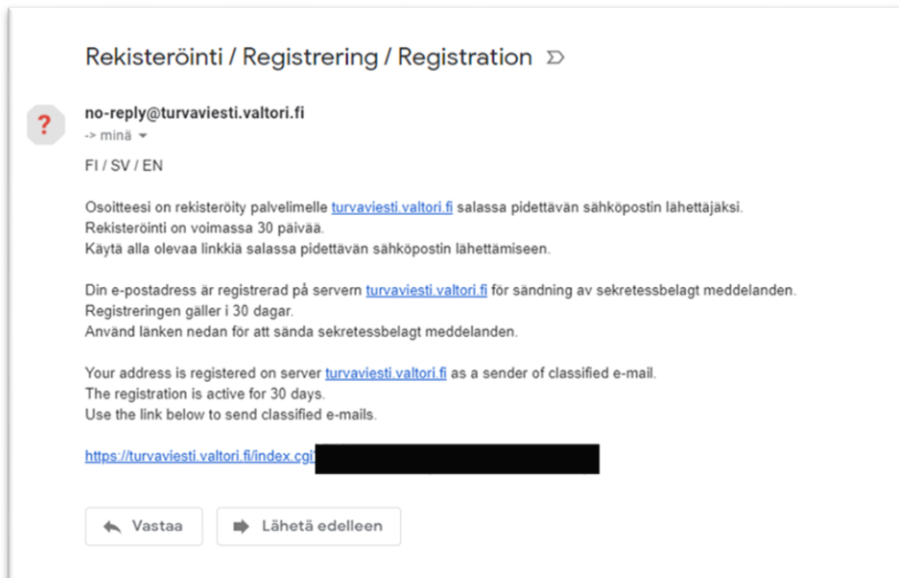 Rekisteröinti / Registrering / Registration
?
no-reply@turvaviesti.valtori.fi
-> minä
FI / SV / EN
Osoitteesi on rekisteröity palvelimelle turvaviesti.valtori.fi salassa pidettävän sähköpostin lähettäjäksi.
Rekisteröinti on voimassa 30 päivää.
Käytä alla olevaa linkkiä salassa pidettävän sähköpostin lähettämiseen.
Din e-postadress är registrerad på servern turvaviesti.valtori.fi för sändning av sekretessbelagt meddelanden.
Registreringen gäller i 30 dagar.
Använd länken nedan för att sända sekretessbelagt meddelanden.
Your address is registered on server turvaviesti.valtori.fi as a sender of classified e-mail.
The registration is active for 30 days.
Use the link below to send classified e-mails.
https://turvaviesti.valtori.fi/index.cgi
Vastaa
Lähetä edelleen